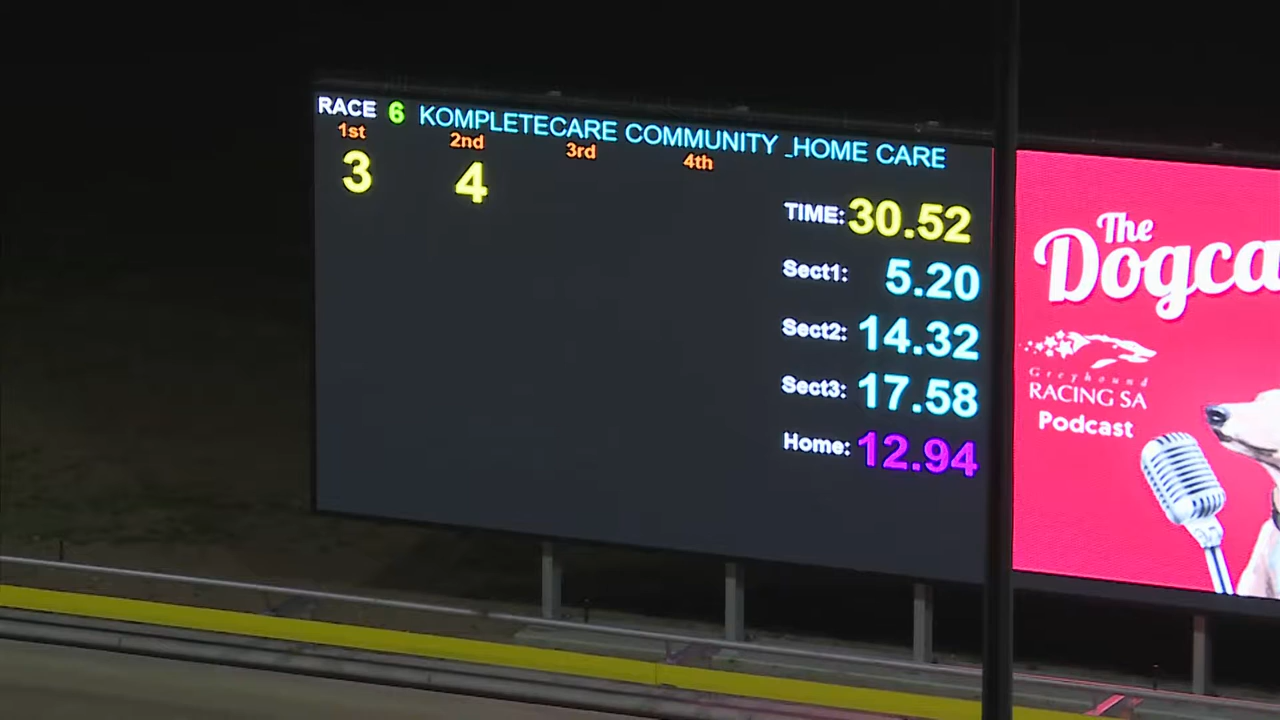 RACE 6 KOMPLETECARE COMMUNITY _HOME CARE
1st 2nd 3rd 4th
3 4
TIME: 30.52
Sect1: 5.20
Sect2: 14.32
Sect3: 17.58
Home: 12.94
The
Dogca
Greyhound
RACING SA
Podcast